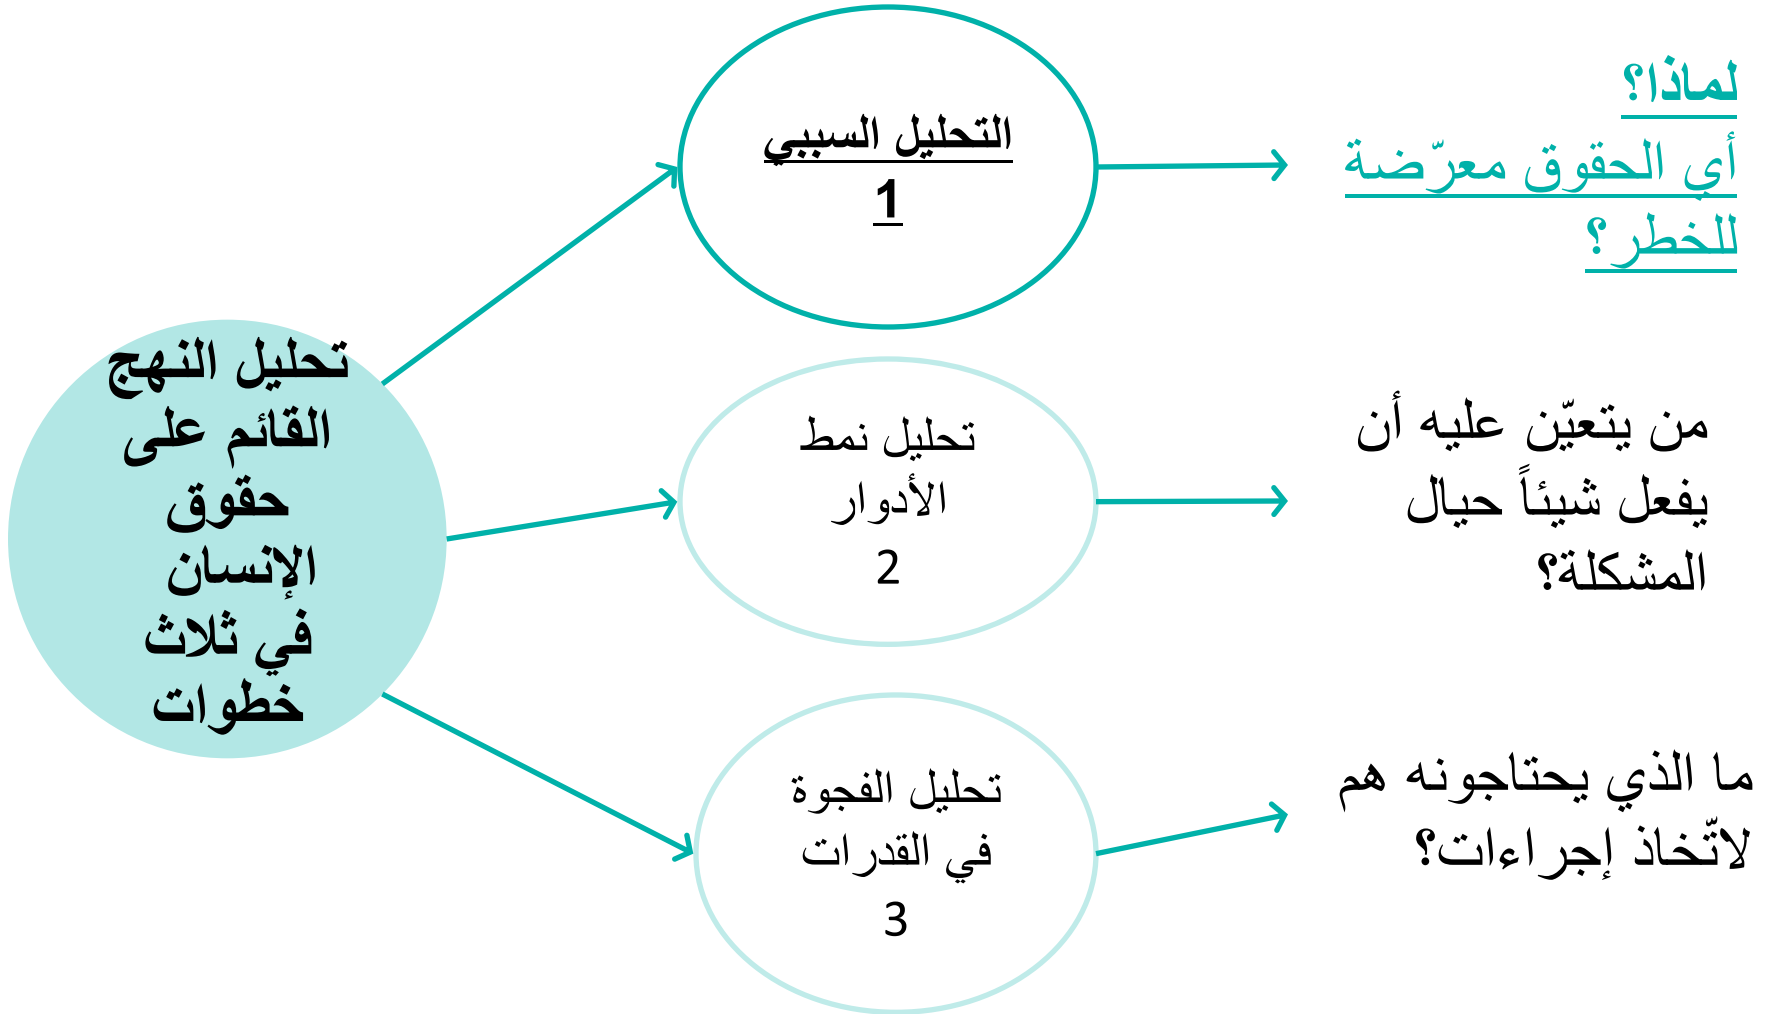 تحليل النهج
القائم على
حقوق
الإنسان
في ثلاث
خطوات
التحليل السببي
1
لماذا؟
أي الحقوق معرّضة
للخطر؟
تحليل نمط
الأدوار
2
من يتعيّن عليه أن
يفعل شيئاً حيال
المشكلة؟
تحليل الفجوة
في القدرات
3
ما الذي يحتاجونه هم
لاتّخاذ إجراءات؟